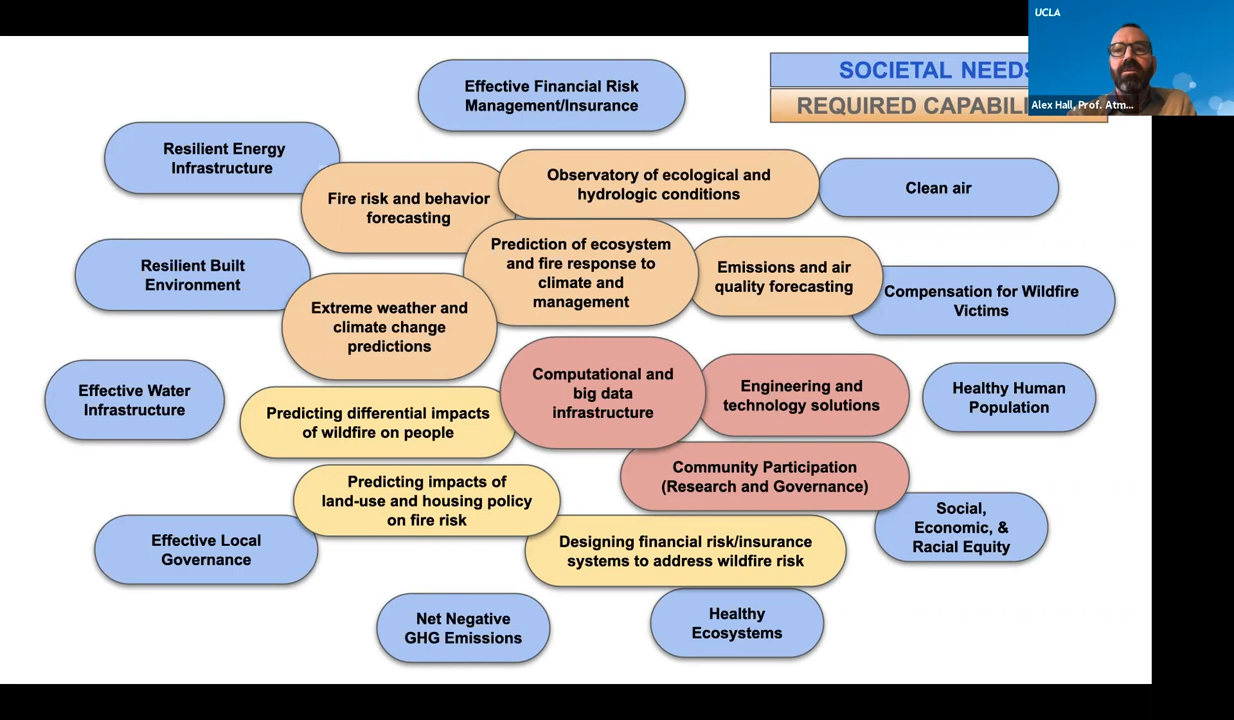 UCLA
Alex Hall, Prof. Atm...
SOCIETAL NEEDS
REQUIRED
Effective Financial Risk
Management/Insurance
Resilient Energy
Infrastructure
Fire risk and behavior
forecasting
Observatory of ecological and
hydrologic conditions
Clean air
Resilient Built
Environment
Prediction of ecosystem
and fire response to
climate and
management
Emissions and air
quality forecasting
Compensation for Wildfire
Victims
Extreme weather and
climate change
predictions
Effective Water
Infrastructure
Predicting differential impacts
of wildfire on people
Computational and
big data
infrastructure
Engineering and
technology solutions
Healthy Human
Population
Community Participation
(Research and Governance)
Predicting impacts of
land-use and housing policy
on fire risk
Effective Local
Governance
Designing financial risk/insurance
systems to address wildfire risk
Social,
Economic, &
Racial Equity
Net Negative
GHG Emissions
Healthy
Ecosystems